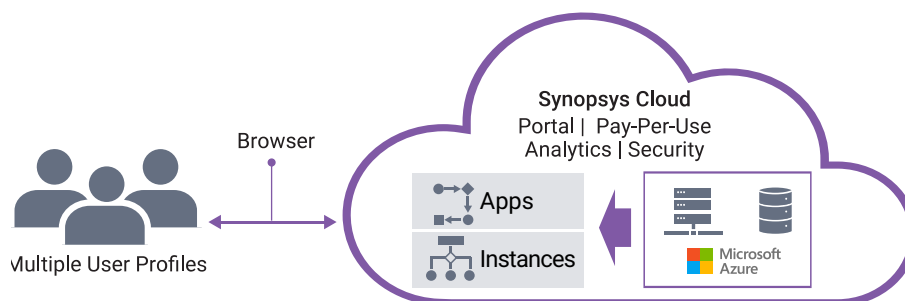 Synopsys Cloud
Portal | Pay-Per-Use
Analytics | Security
Browser
Apps
Instances
Microsoft
Azure
Multiple User Profiles